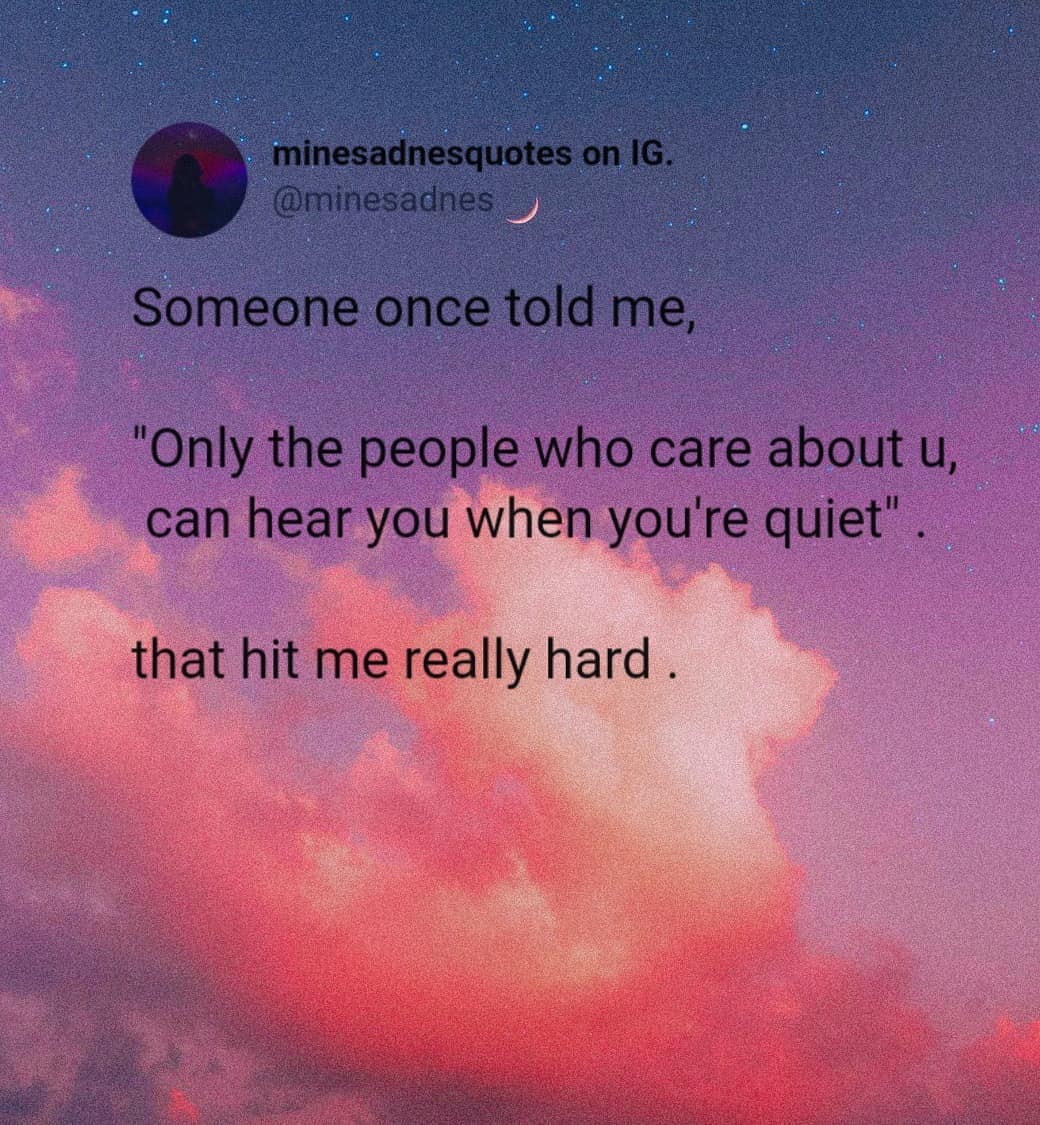 minesadnesquotes on IG.
@minesadnes
Someone once told me,
"Only the people who care about u,
can hear you when you're quiet" .
that hit me really hard .